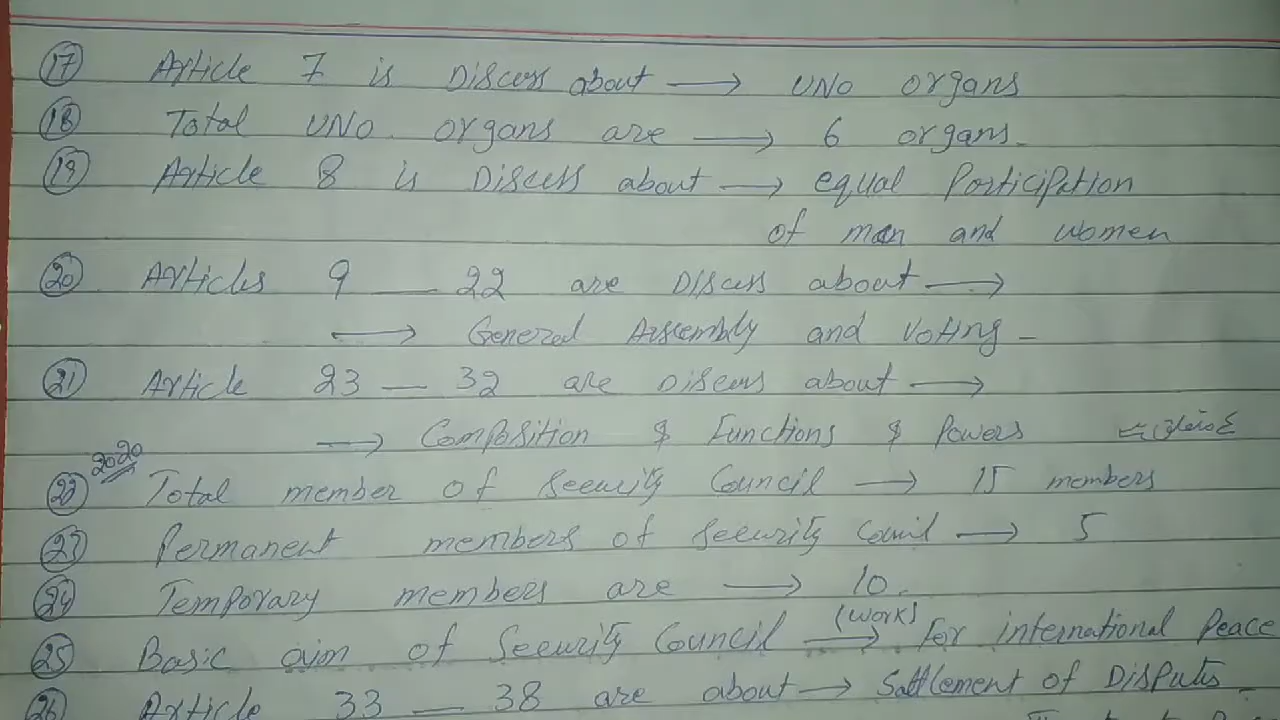 17 Article 7 is Discuss about → UNO organs
18 Total UNO organs are → 6 organs.
19 Article 8 is Discuss about → equal Participation
of man and women
20 Articles 9 — 22 are Discuss about →
→ General Assembly and Voting -
21 Article 23 — 32 are Discuss about →
→ Composition & Functions & Powers
2020
22 Total member of Security Council → 15 members
23 Permanent members of Security Council → 5
24 Temporary members are → 10.
(work)
25 Basic aim of Security Council → For international Peace
26 Article 33 — 38 are about → Sattlement of Disputes